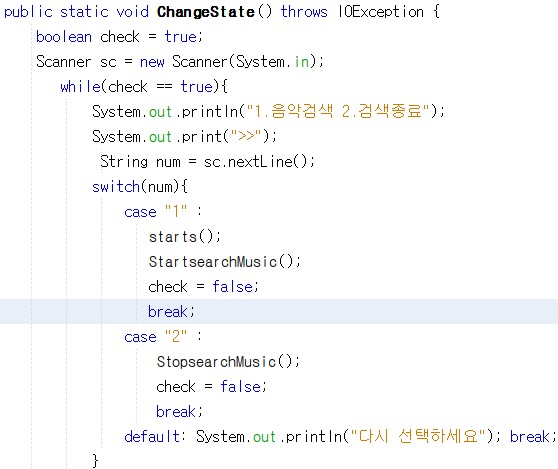 public static void ChangeState() throws IOException {
boolean check = true;
Scanner sc = new Scanner(System.in);
while(check == true){
System.out.println("1.음악검색 2.검색종료");
System.out.print(">>");
String num = sc.nextLine();
switch(num){
case "1" :
starts();
StartsearchMusic();
check = false;
break;
case "2" :
StopsearchMusic();
check = false;
break;
default: System.out.println("다시 선택하세요"); break;
}